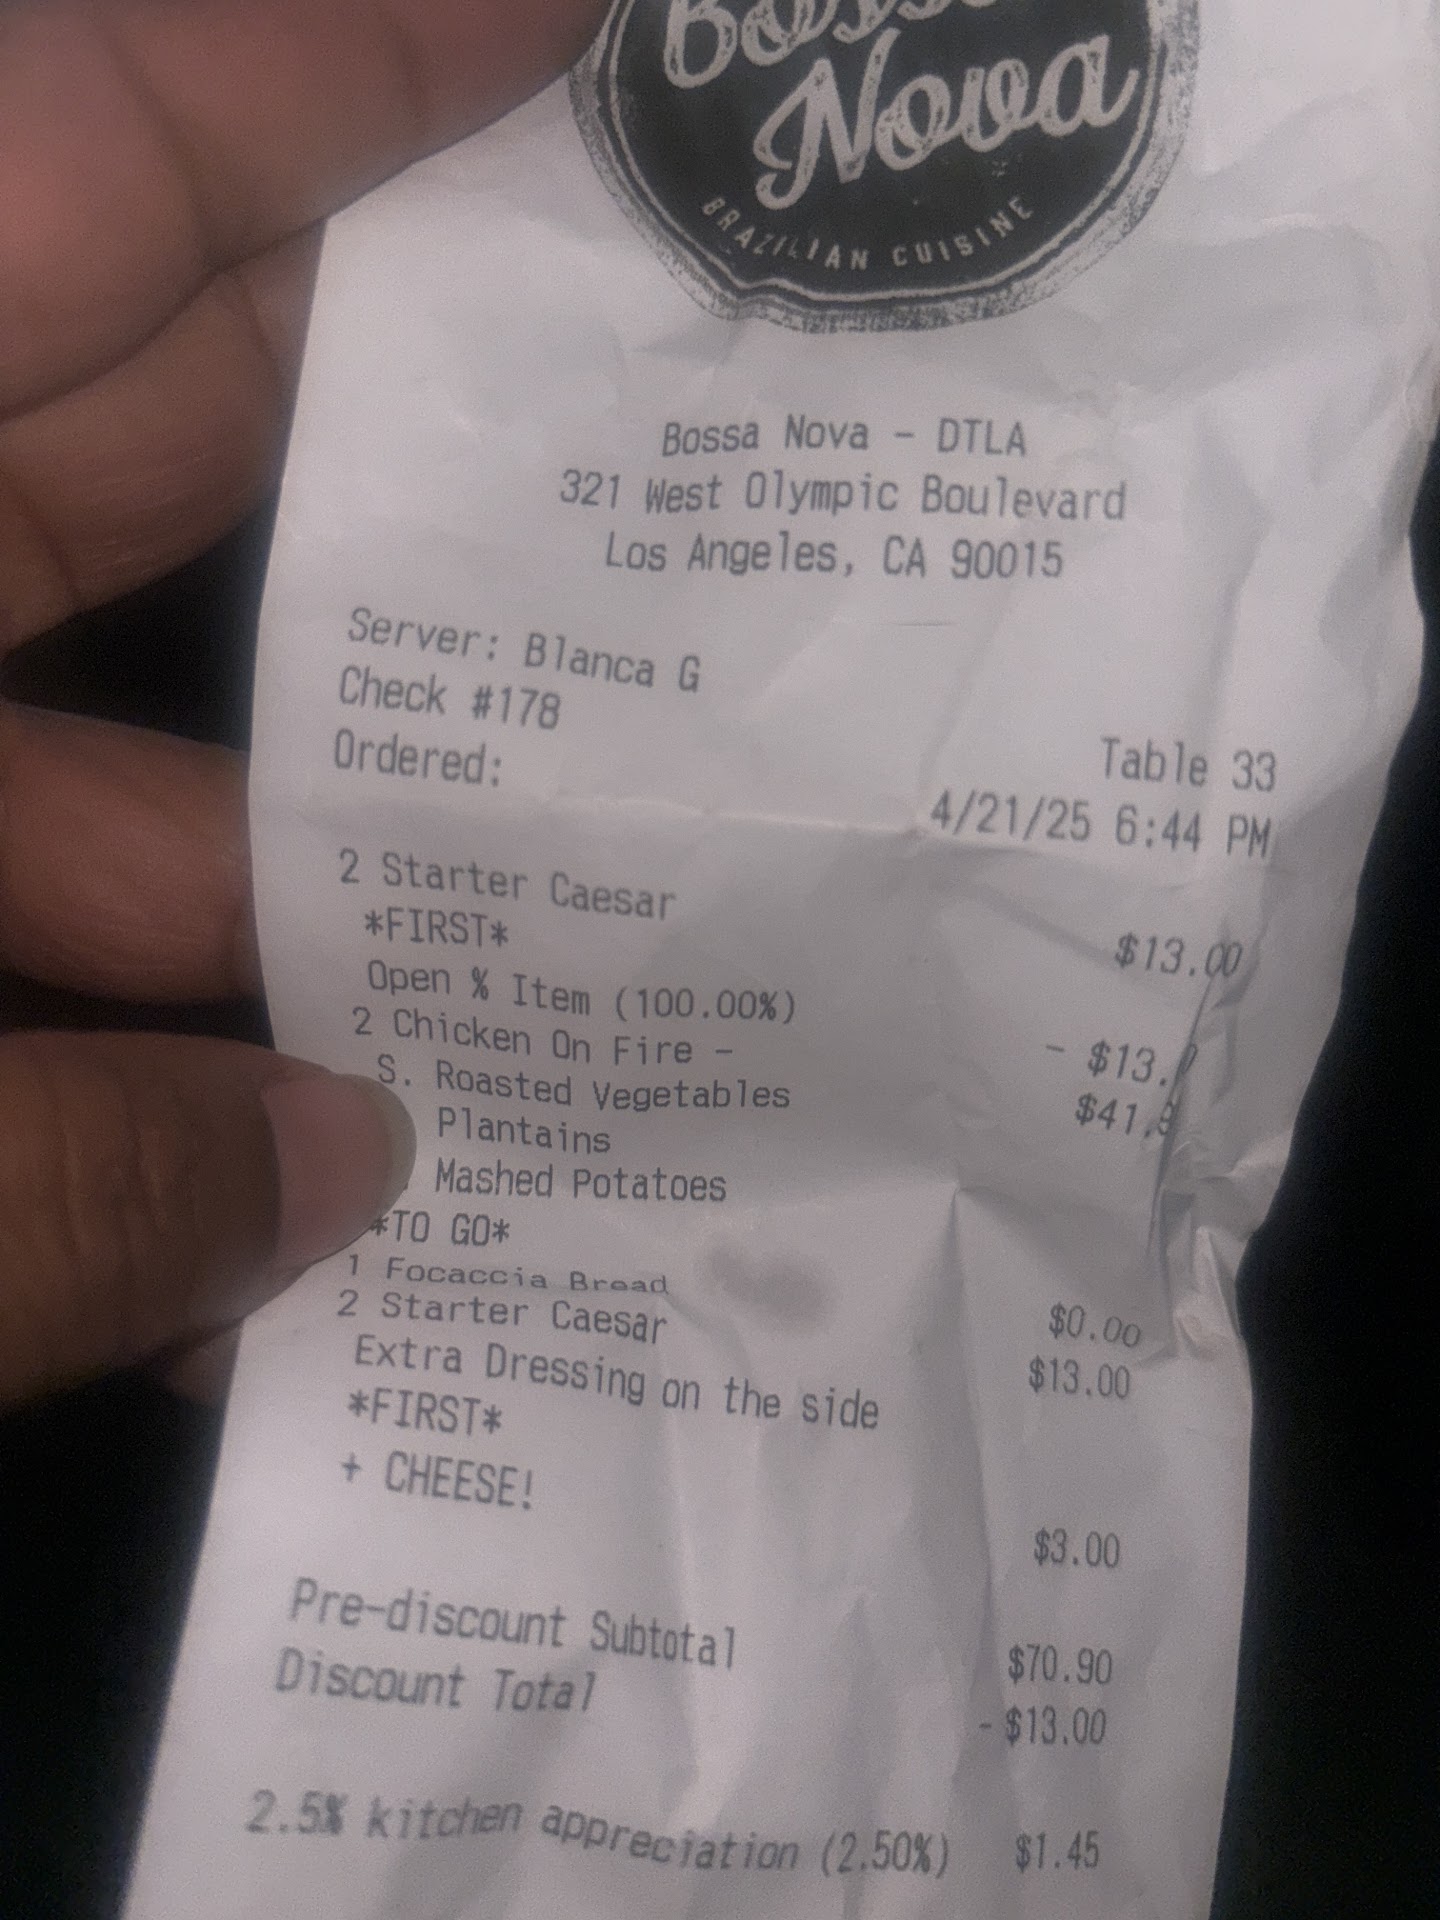 Nova
BRAZILIAN CUISINE
Bossa Nova - DTLA
321 West Olympic Boulevard
Los Angeles, CA 90015
Server: Blanca G
Check #178
Table 33
Ordered:
4/21/25 6:44 PM
2 Starter Caesar
$13.00
*FIRST*
Open % Item (100.00%)
- $13.
2 Chicken On Fire -
$41.9
S. Roasted Vegetables
Plantains
Mashed Potatoes
*TO GO*
1 Focaccia Bread
$0.00
2 Starter Caesar
$13.00
Extra Dressing on the side
*FIRST*
+ CHEESE!
$3.00
Pre-discount Subtotal
$70.90
Discount Total
- $13.00
2.5% kitchen appreciation (2.50%) $1.45